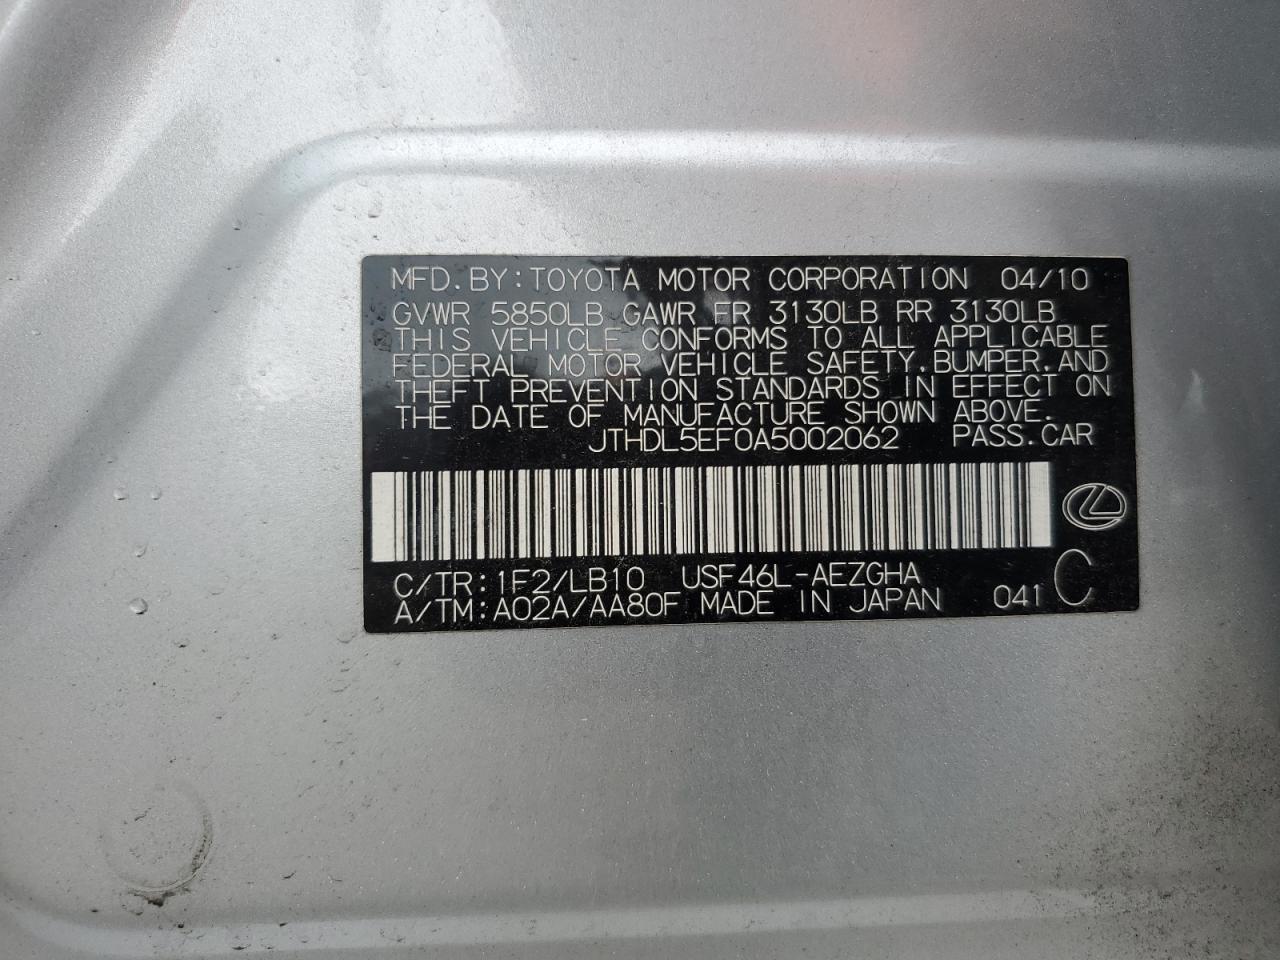 MFD.BY:TOYOTA MOTOR CORPORATION 04/10
GVWR 5850LB GAWR FR 3130LB RR 3130LB
THIS VEHICLE CONFORMS TO ALL APPLICABLE
FEDERAL MOTOR VEHICLE SAFETY,BUMPER,AND
THEFT PREVENTION STANDARDS IN EFFECT ON
THE DATE OF MANUFACTURE SHOWN ABOVE.
JTHDL5EF0A5002062 PASS.CAR
C/TR:1F2/LB10 USF46L-AEZGHA
A/TM:A02A/AA80F MADE IN JAPAN 041 C